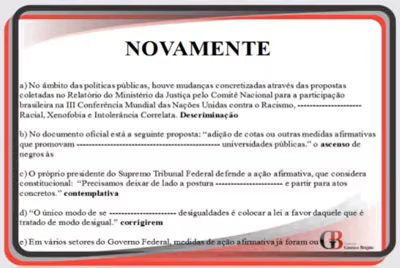 NOVAMENTE
a) No âmbito das políticas públicas, houve mudanças concretizadas através das propostas
coletadas no Relatório do Ministério da Justiça pelo Comitê Nacional para a participação
brasileira na III Conferência Mundial das Nações Unidas contra o Racismo, ---------------------
Racial, Xenofobia e Intolerância Correlata. Descriminação
b) No documento oficial está a seguinte proposta: “adição de cotas ou outras medidas afirmativas
que promovam ------------------------------------------------ universidades públicas.” o ascenso de
negros às
c) O próprio presidente do Supremo Tribunal Federal defende a ação afirmativa, que considera
constitucional: “Precisamos deixar de lado a postura ---------------------- e partir para atos
concretos.” contemplativa
d) “O único modo de se ---------------------- desigualdades é colocar a lei a favor daquele que é
tratado de modo desigual.” corrigirem
e) Em vários setores do Governo Federal, medidas de ação afirmativa já foram ou
GB